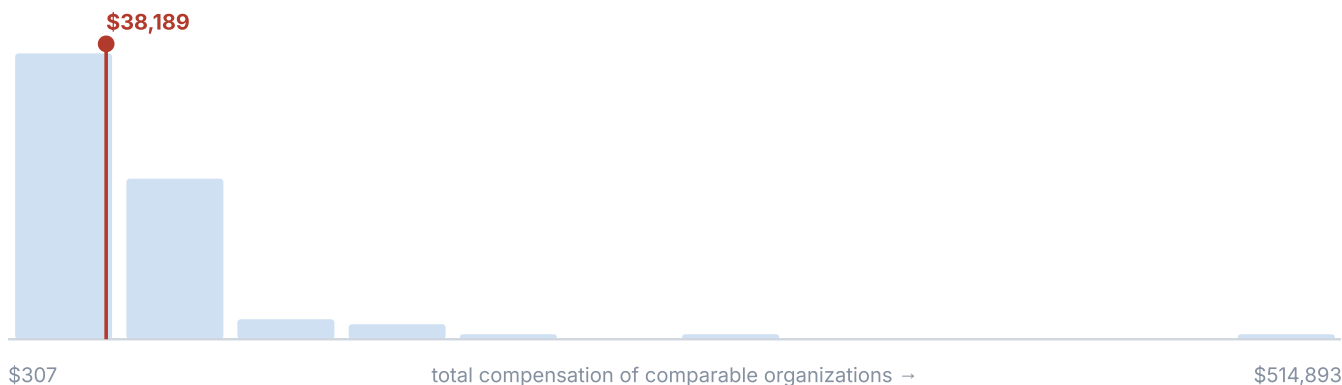 $38,189
$307
total compensation of comparable organizations →
$514,893